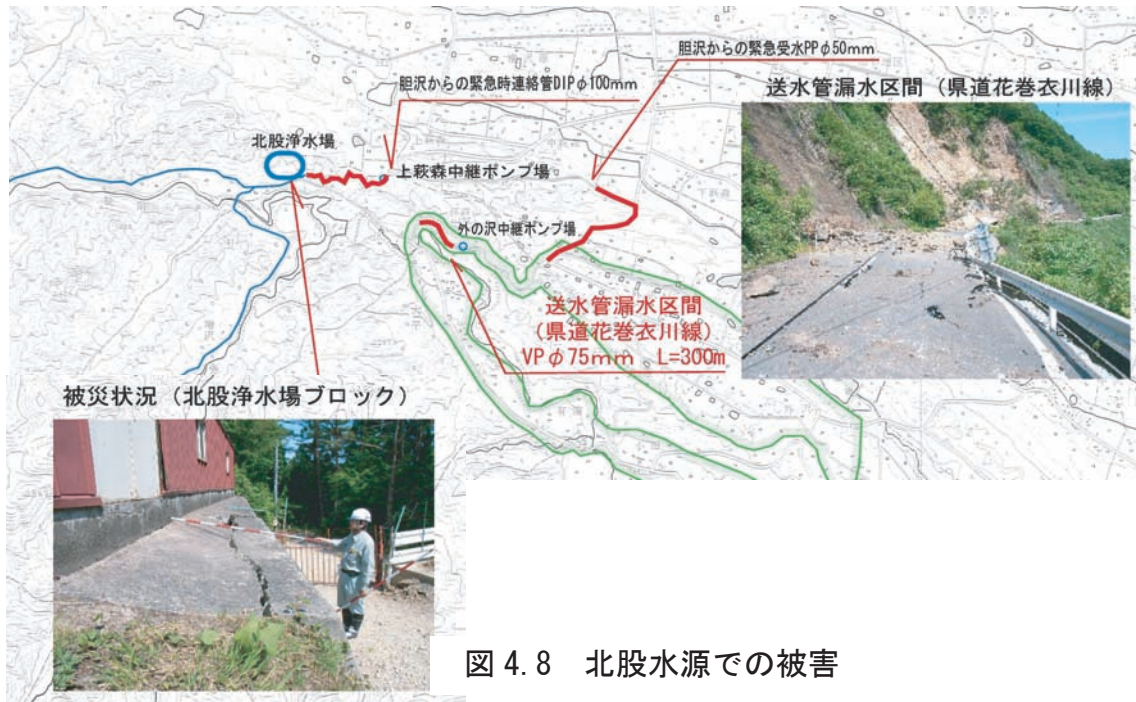 胆沢からの緊急受水PPφ50mm
胆沢からの緊急時連絡管DIPφ100mm
送水管漏水区間（県道花巻衣川線）
北股浄水場
上萩森中継ポンプ場
外の沢中継ポンプ場
送水管漏水区間
（県道花巻衣川線）
VPφ75mm L=300m
被災状況（北股浄水場ブロック）
図4.8 北股水源での被害